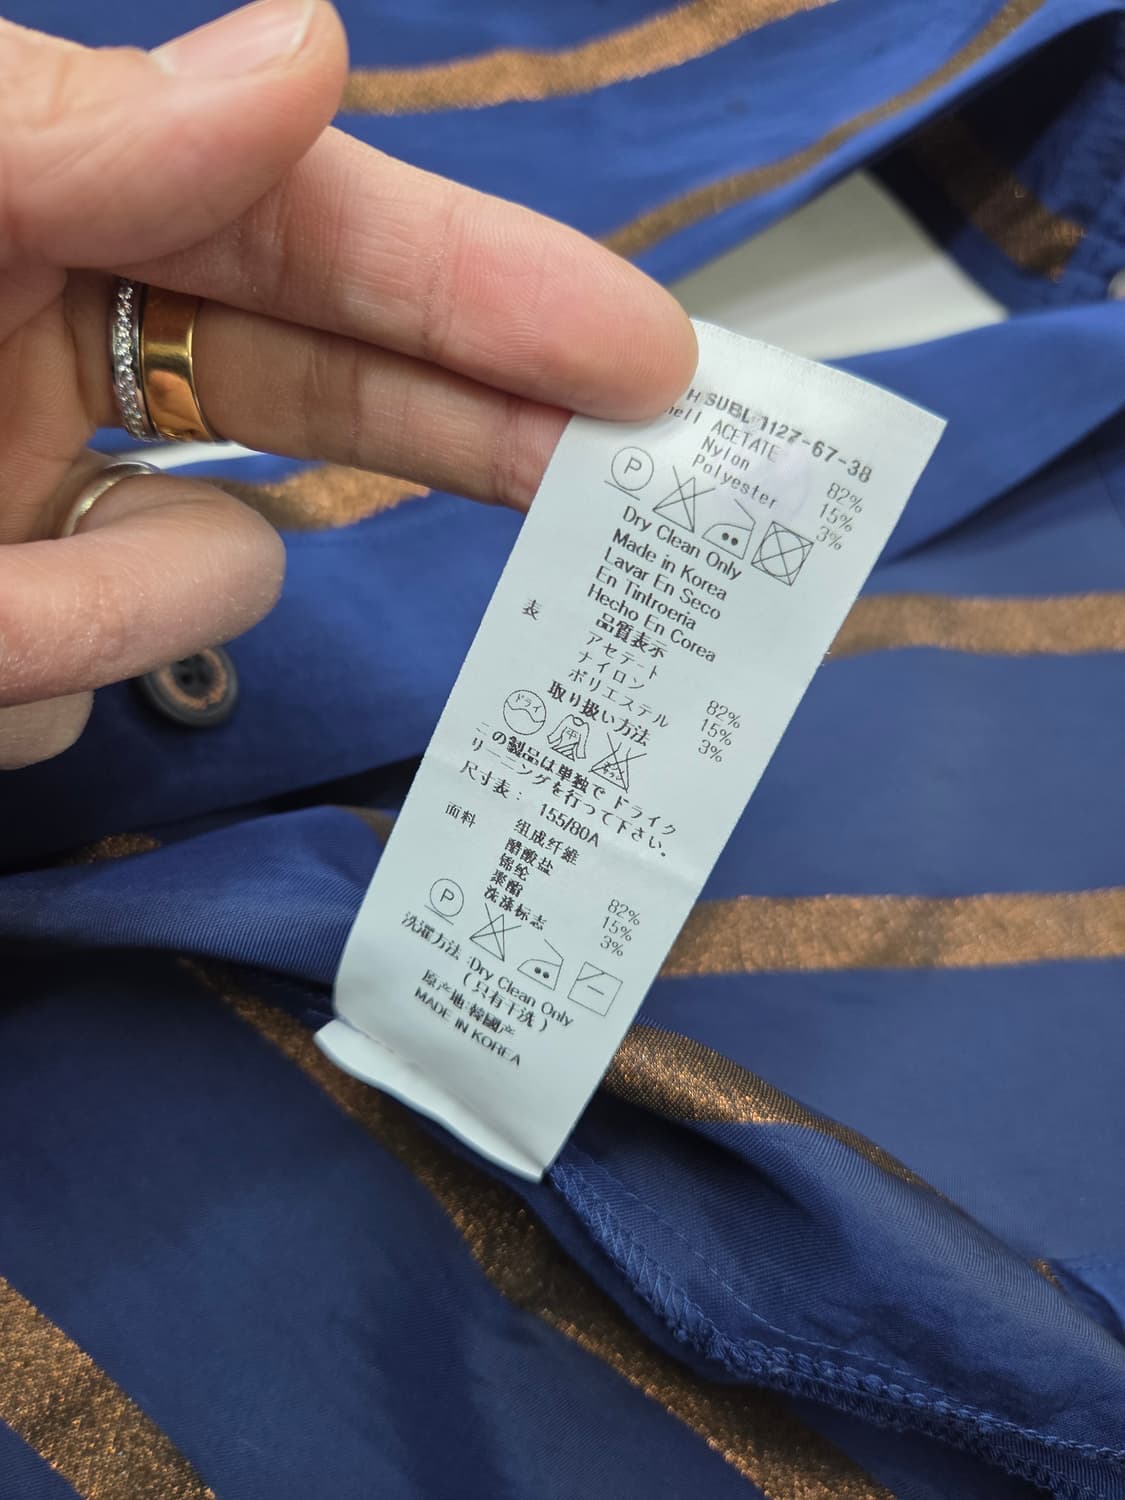 HSUBL1127-67-38
ACETATE 82%
Nylon 15%
Polyester 3%
P
Dry Clean Only
Made in Korea
Lavar En Seco
En Tintroeria
Hecho En Corea
品質表示
表 アセテート 82%
ナイロン 15%
ポリエステル 3%
取り扱い方法
ドライ 中
この製品は単独で ドライク
リーニングを行って下さい。
尺寸表: 155/80A
面料 组成纤維
醋酸盐 82%
锦纶 15%
聚酯 3%
洗涤标志
P
洗濯方法 :Dry Clean Only
(只有干洗)
原产地:韓國产
MADE IN KOREA